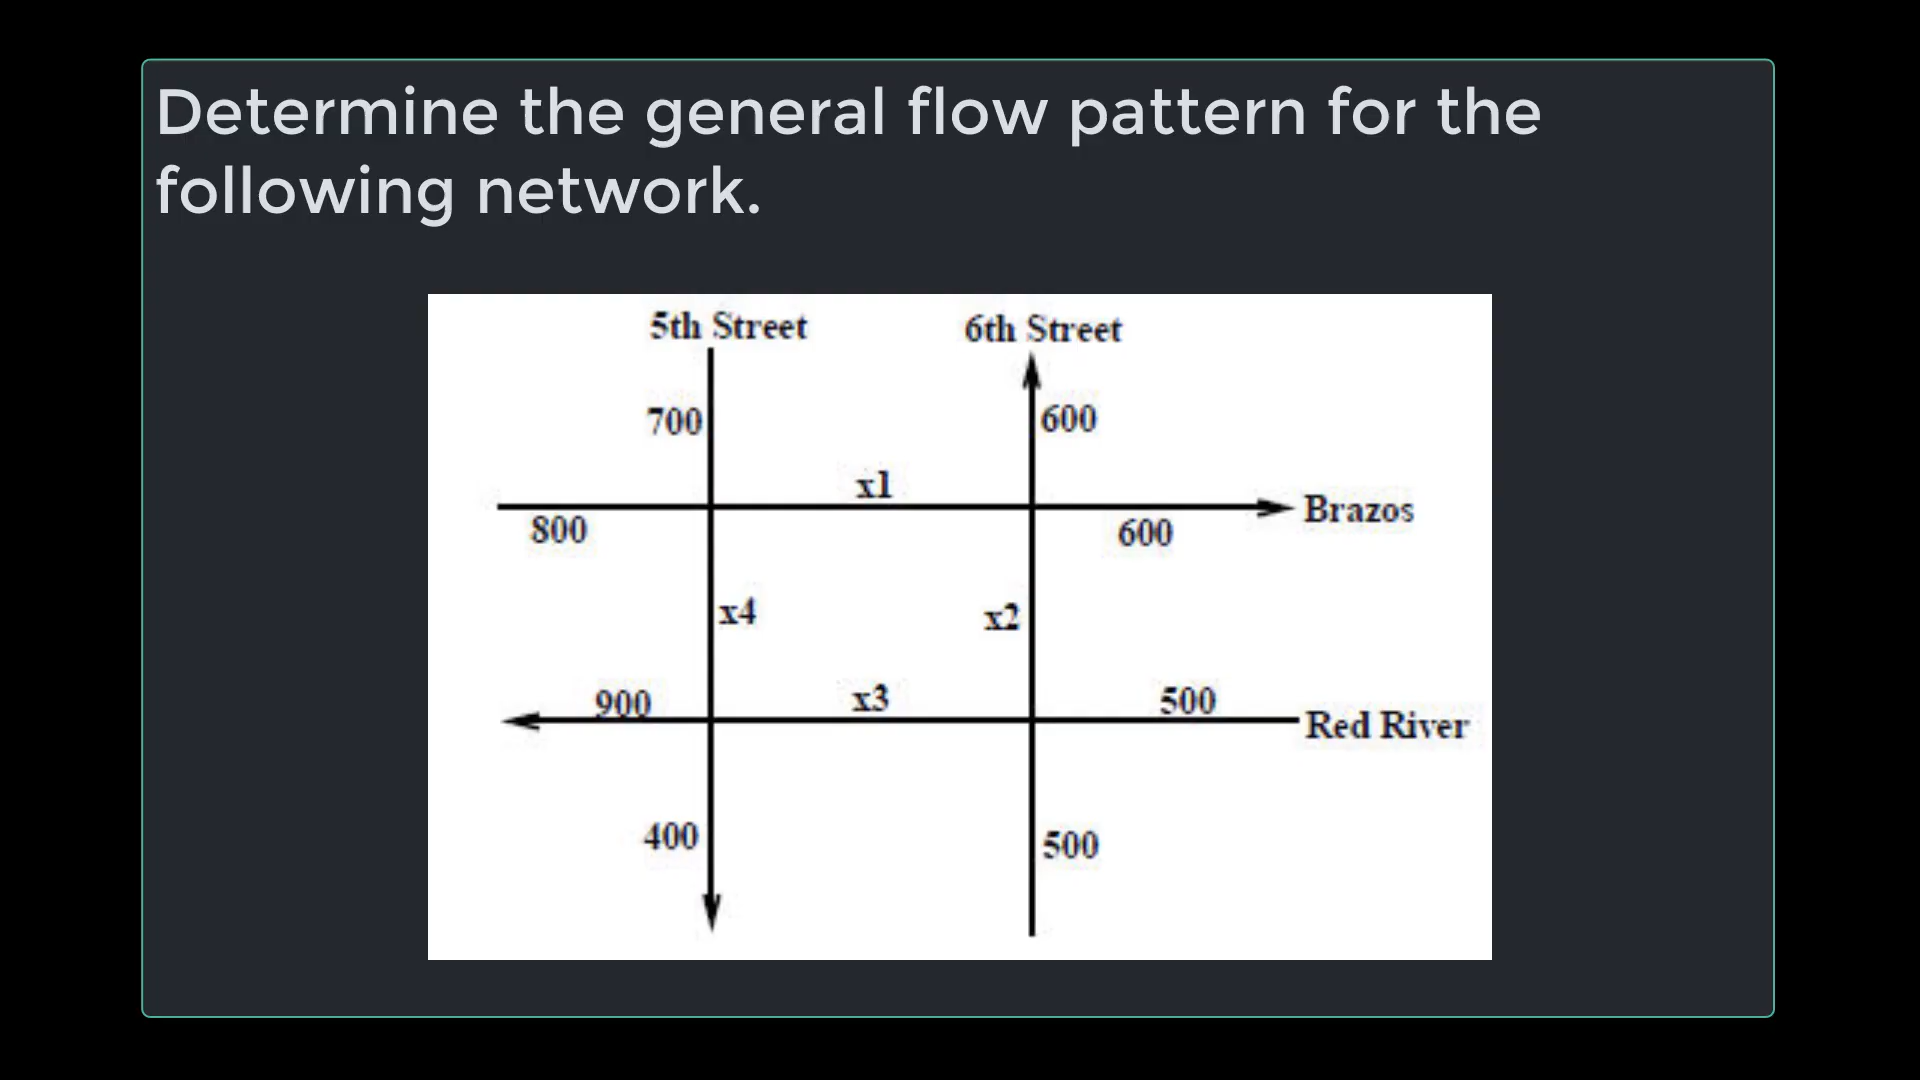 Determine the general flow pattern for the
following network.
5th Street
6th Street
700
600
x1
800
600
Brazos
x4
x2
900
x3
500
Red River
400
500